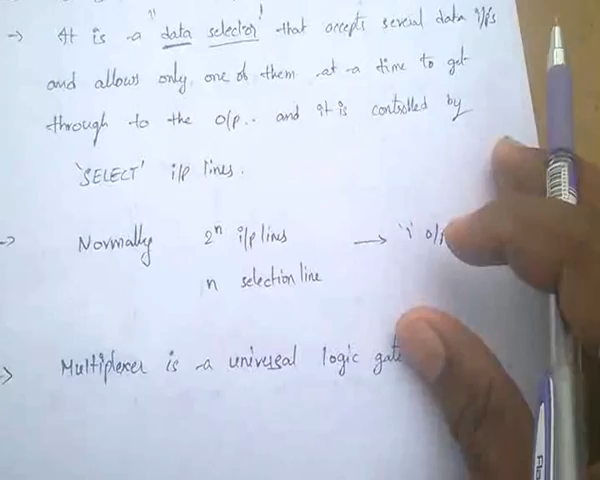 → It is a "data selector" that accepts several data i/ps
and allows only one of them at a time to get
through to the o/p.. and it is controlled by
'SELECT' i/p lines.
→ Normally 2ⁿ i/p lines → '1' o/p
n selection line
→ Multiplexer is a universal logic gate
Fl